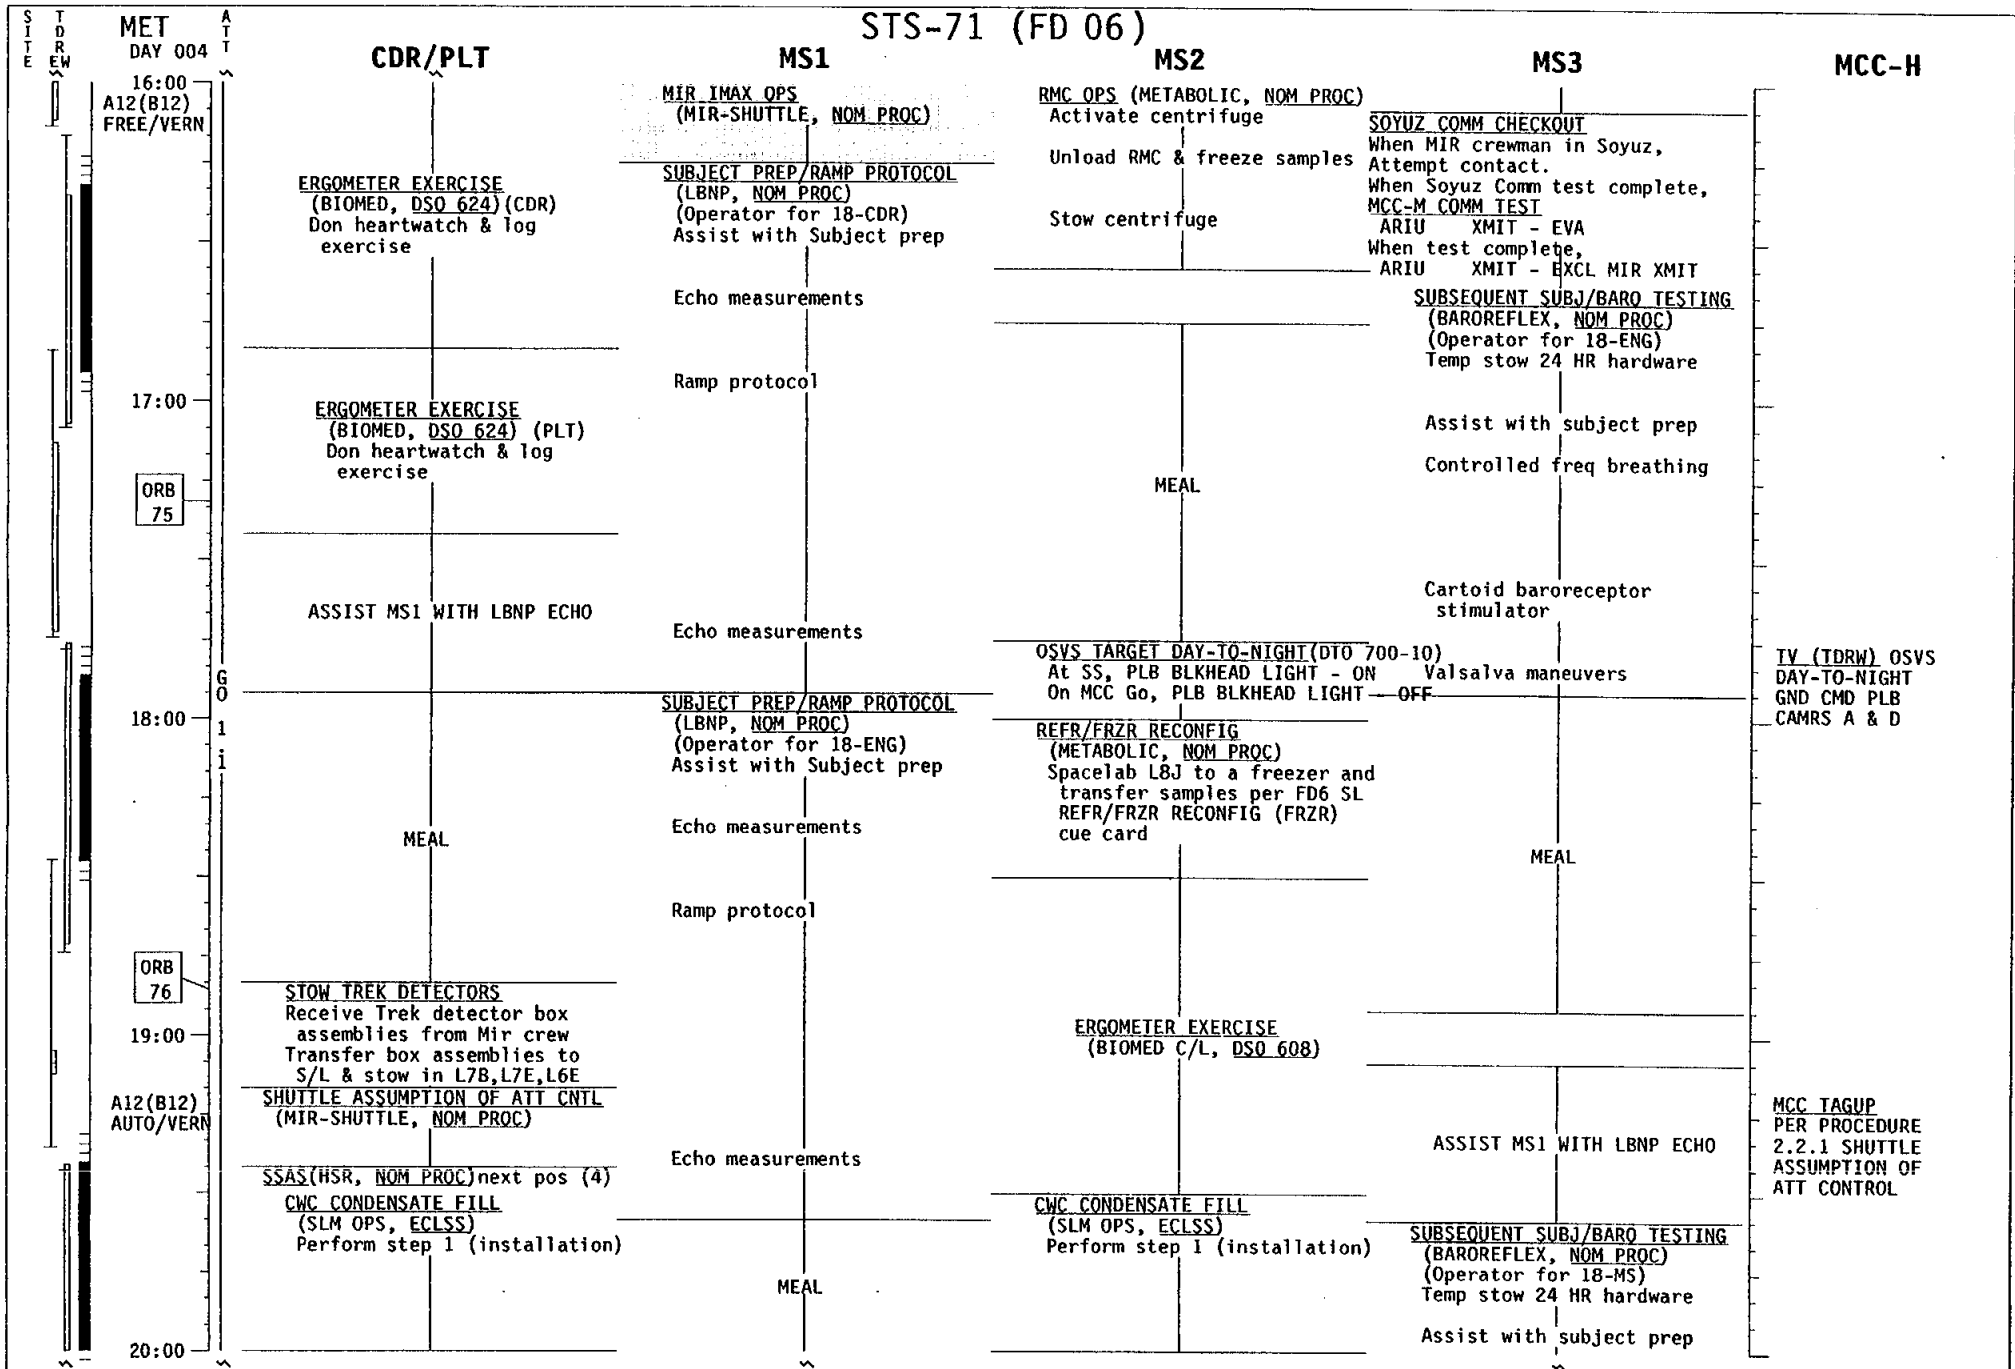 STS-71 (FD 06)
SITE
TDRE W
MET
DAY 004
ATT
CDR/PLT
MS1
MS2
MS3
MCC-H
16:00
A12(B12)
FREE/VERN
17:00
ORB
75
18:00
ORB
76
19:00
A12(B12)
AUTO/VERN
20:00
GO 1 i
ERGOMETER EXERCISE
(BIOMED, DSO 624)(CDR)
Don heartwatch & log
exercise
ERGOMETER EXERCISE
(BIOMED, DSO 624) (PLT)
Don heartwatch & log
exercise
ASSIST MS1 WITH LBNP ECHO
MEAL
STOW TREK DETECTORS
Receive Trek detector box
assemblies from Mir crew
Transfer box assemblies to
S/L & stow in L7B,L7E,L6E
SHUTTLE ASSUMPTION OF ATT CNTL
(MIR-SHUTTLE, NOM PROC)
SSAS(HSR, NOM PROC)next pos (4)
CWC CONDENSATE FILL
(SLM OPS, ECLSS)
Perform step 1 (installation)
MIR IMAX OPS
(MIR-SHUTTLE, NOM PROC)
SUBJECT PREP/RAMP PROTOCOL
(LBNP, NOM PROC)
(Operator for 18-CDR)
Assist with Subject prep
Echo measurements
Ramp protocol
Echo measurements
SUBJECT PREP/RAMP PROTOCOL
(LBNP, NOM PROC)
(Operator for 18-ENG)
Assist with Subject prep
Echo measurements
Ramp protocol
Echo measurements
MEAL
RMC OPS (METABOLIC, NOM PROC)
Activate centrifuge
Unload RMC & freeze samples
Stow centrifuge
MEAL
OSVS TARGET DAY-TO-NIGHT(DTO 700-10)
At SS, PLB BLKHEAD LIGHT - ON
On MCC Go, PLB BLKHEAD LIGHT - OFF
REFR/FRZR RECONFIG
(METABOLIC, NOM PROC)
Spacelab L8J to a freezer and
transfer samples per FD6 SL
REFR/FRZR RECONFIG (FRZR)
cue card
ERGOMETER EXERCISE
(BIOMED C/L, DSO 608)
CWC CONDENSATE FILL
(SLM OPS, ECLSS)
Perform step 1 (installation)
SOYUZ COMM CHECKOUT
When MIR crewman in Soyuz,
Attempt contact.
When Soyuz Comm test complete,
MCC-M COMM TEST
ARIU XMIT - EVA
When test complete,
ARIU XMIT - EXCL MIR XMIT
SUBSEQUENT SUBJ/BARO TESTING
(BAROREFLEX, NOM PROC)
(Operator for 18-ENG)
Temp stow 24 HR hardware
Assist with subject prep
Controlled freq breathing
Cartoid baroreceptor
stimulator
Valsalva maneuvers
MEAL
ASSIST MS1 WITH LBNP ECHO
SUBSEQUENT SUBJ/BARO TESTING
(BAROREFLEX, NOM PROC)
(Operator for 18-MS)
Temp stow 24 HR hardware
Assist with subject prep
TV (TDRW) OSVS
DAY-TO-NIGHT
GND CMD PLB
CAMRS A & D
MCC TAGUP
PER PROCEDURE
2.2.1 SHUTTLE
ASSUMPTION OF
ATT CONTROL